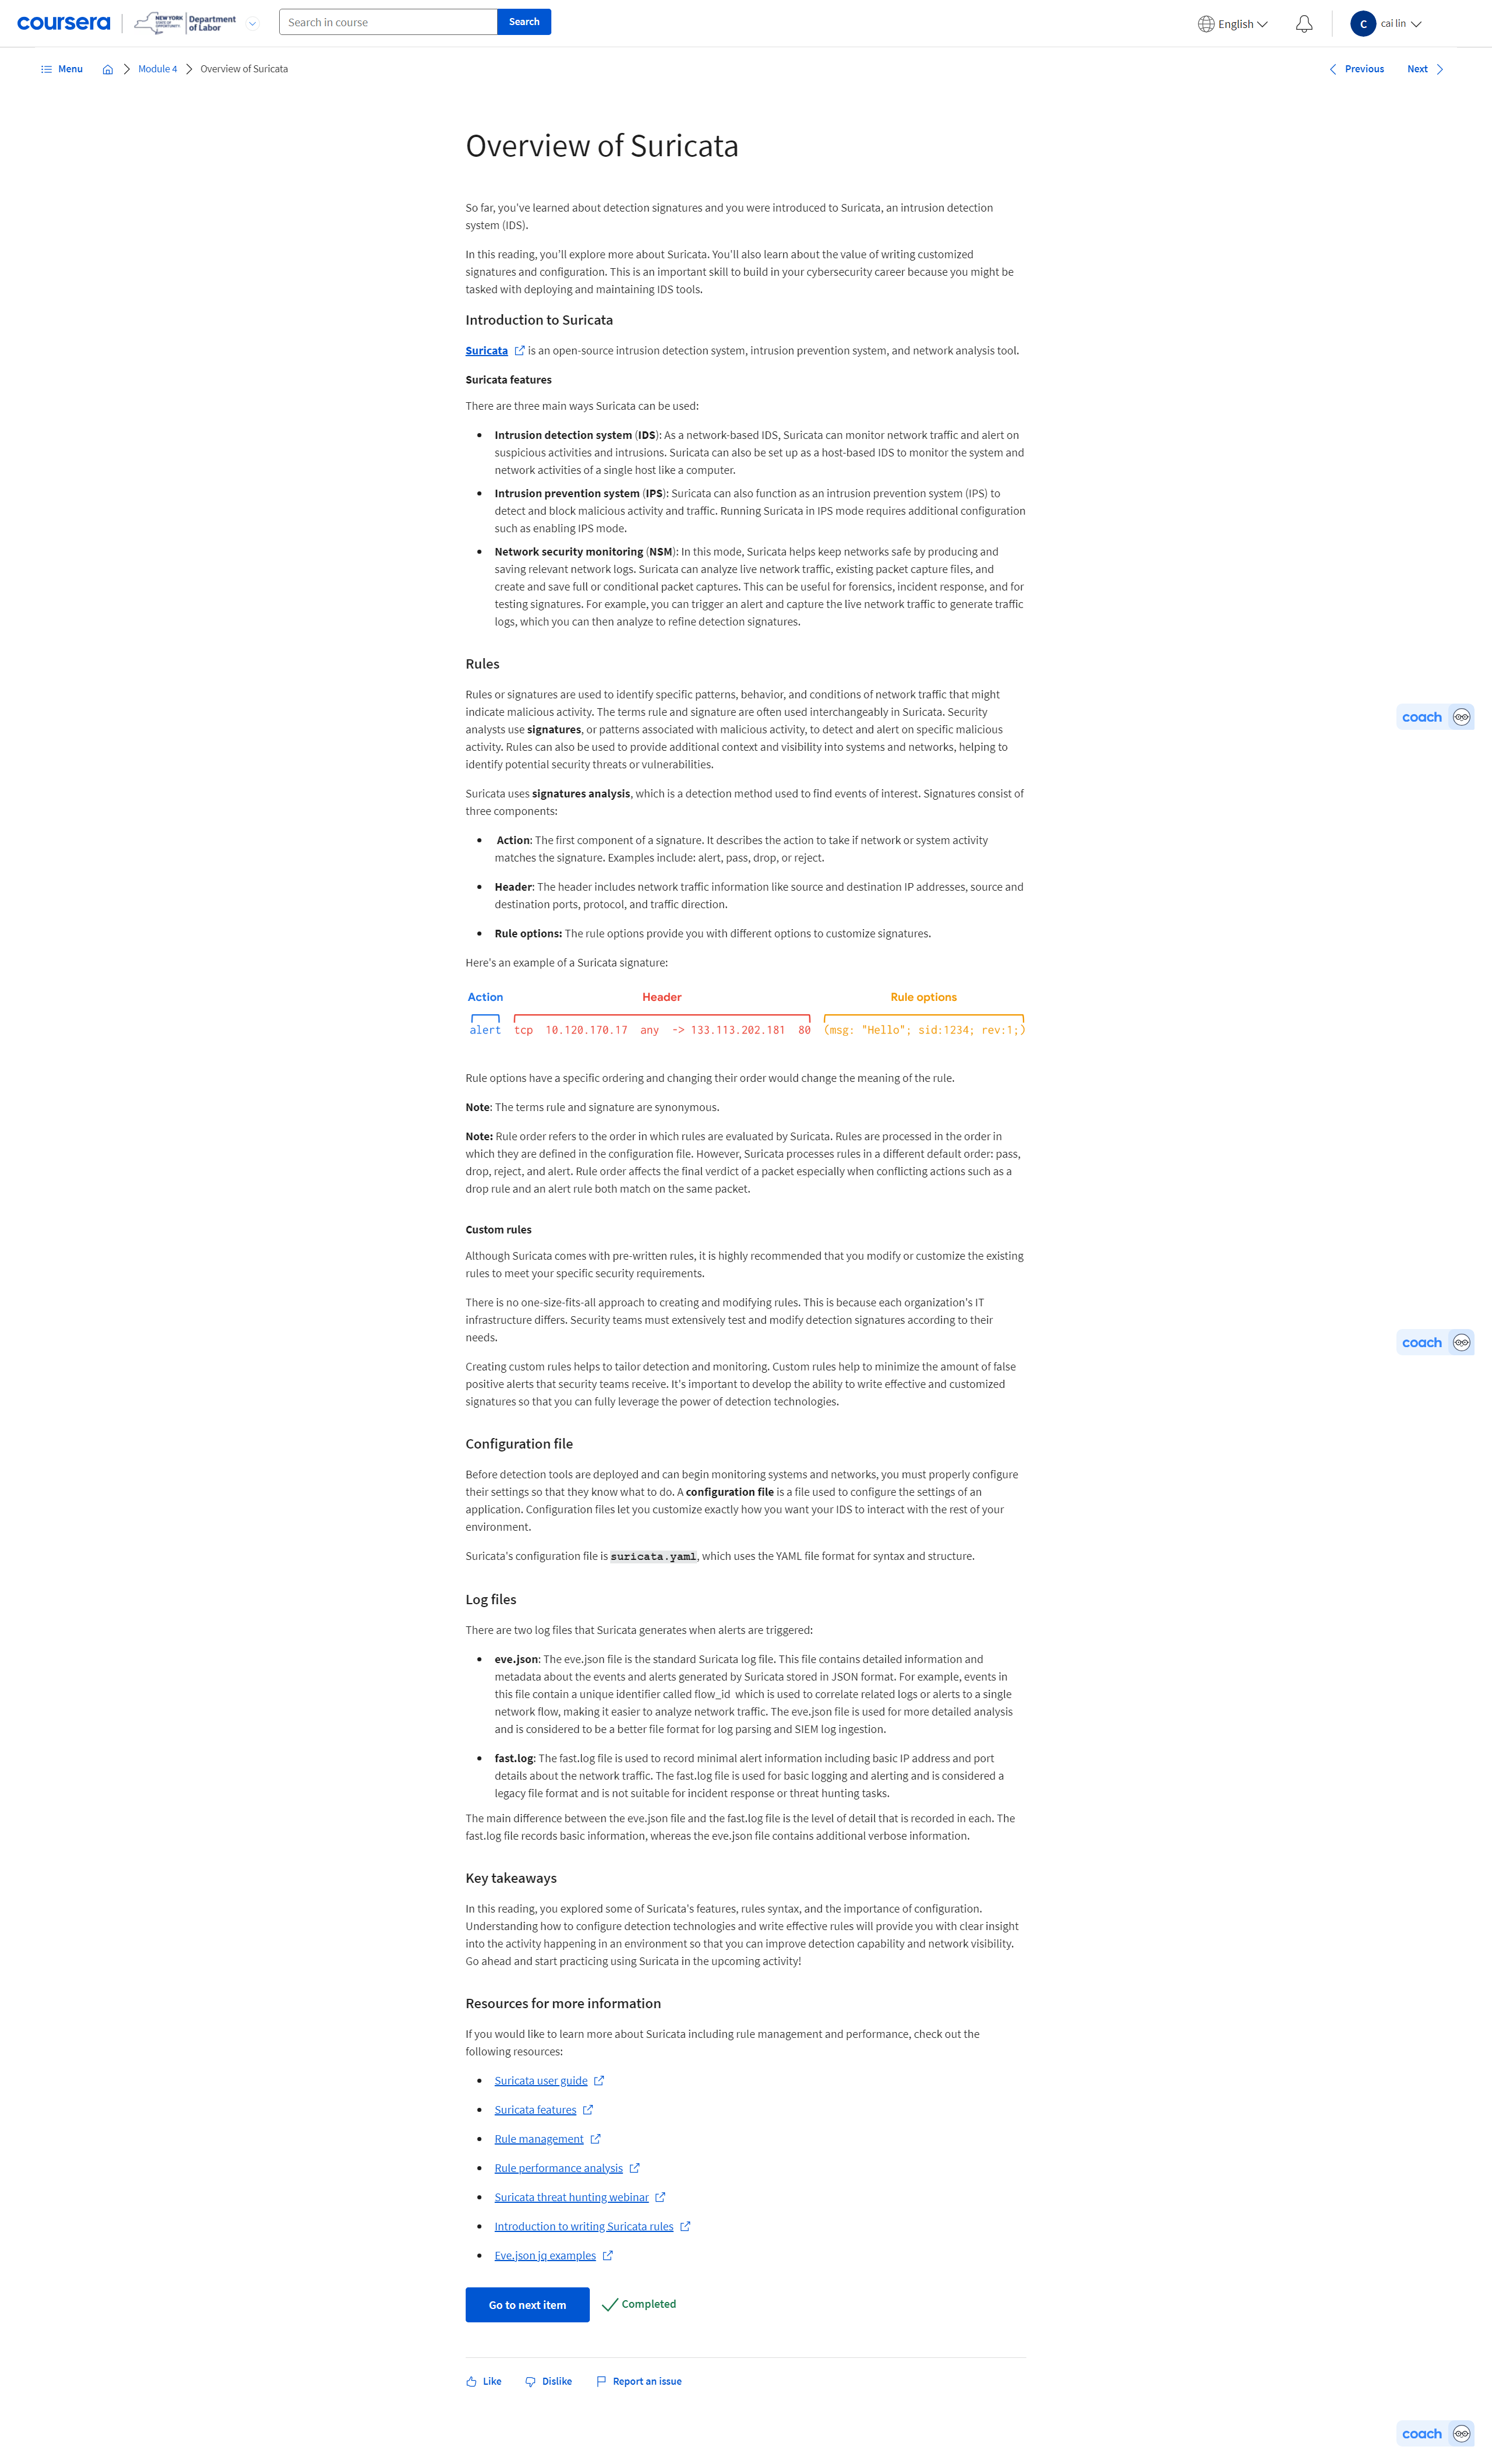 coursera
NEW YORK
STATE OF
OPPORTUNITY
Department
of Labor
Search in course
Search
English
C
cai lin
Menu
Module 4
Overview of Suricata
Previous
Next
Overview of Suricata
So far, you've learned about detection signatures and you were introduced to Suricata, an intrusion detection
system (IDS).
In this reading, you'll explore more about Suricata. You'll also learn about the value of writing customized
signatures and configuration. This is an important skill to build in your cybersecurity career because you might be
tasked with deploying and maintaining IDS tools.
Introduction to Suricata
Suricata is an open-source intrusion detection system, intrusion prevention system, and network analysis tool.
Suricata features
There are three main ways Suricata can be used:
• Intrusion detection system (IDS): As a network-based IDS, Suricata can monitor network traffic and alert on
suspicious activities and intrusions. Suricata can also be set up as a host-based IDS to monitor the system and
network activities of a single host like a computer.
• Intrusion prevention system (IPS): Suricata can also function as an intrusion prevention system (IPS) to
detect and block malicious activity and traffic. Running Suricata in IPS mode requires additional configuration
such as enabling IPS mode.
• Network security monitoring (NSM): In this mode, Suricata helps keep networks safe by producing and
saving relevant network logs. Suricata can analyze live network traffic, existing packet capture files, and
create and save full or conditional packet captures. This can be useful for forensics, incident response, and for
testing signatures. For example, you can trigger an alert and capture the live network traffic to generate traffic
logs, which you can then analyze to refine detection signatures.
Rules
Rules or signatures are used to identify specific patterns, behavior, and conditions of network traffic that might
indicate malicious activity. The terms rule and signature are often used interchangeably in Suricata. Security
analysts use signatures, or patterns associated with malicious activity, to detect and alert on specific malicious
activity. Rules can also be used to provide additional context and visibility into systems and networks, helping to
identify potential security threats or vulnerabilities.
coach
Suricata uses signatures analysis, which is a detection method used to find events of interest. Signatures consist of
three components:
• Action: The first component of a signature. It describes the action to take if network or system activity
matches the signature. Examples include: alert, pass, drop, or reject.
• Header: The header includes network traffic information like source and destination IP addresses, source and
destination ports, protocol, and traffic direction.
• Rule options: The rule options provide you with different options to customize signatures.
Here's an example of a Suricata signature:
Action Header Rule options
alert tcp 10.120.170.17 any -> 133.113.202.181 80 (msg: "Hello"; sid:1234; rev:1;)
Rule options have a specific ordering and changing their order would change the meaning of the rule.
Note: The terms rule and signature are synonymous.
Note: Rule order refers to the order in which rules are evaluated by Suricata. Rules are processed in the order in
which they are defined in the configuration file. However, Suricata processes rules in a different default order: pass,
drop, reject, and alert. Rule order affects the final verdict of a packet especially when conflicting actions such as a
drop rule and an alert rule both match on the same packet.
Custom rules
Although Suricata comes with pre-written rules, it is highly recommended that you modify or customize the existing
rules to meet your specific security requirements.
There is no one-size-fits-all approach to creating and modifying rules. This is because each organization's IT
infrastructure differs. Security teams must extensively test and modify detection signatures according to their
needs.
coach
Creating custom rules helps to tailor detection and monitoring. Custom rules help to minimize the amount of false
positive alerts that security teams receive. It's important to develop the ability to write effective and customized
signatures so that you can fully leverage the power of detection technologies.
Configuration file
Before detection tools are deployed and can begin monitoring systems and networks, you must properly configure
their settings so that they know what to do. A configuration file is a file used to configure the settings of an
application. Configuration files let you customize exactly how you want your IDS to interact with the rest of your
environment.
Suricata's configuration file is suricata.yaml, which uses the YAML file format for syntax and structure.
Log files
There are two log files that Suricata generates when alerts are triggered:
• eve.json: The eve.json file is the standard Suricata log file. This file contains detailed information and
metadata about the events and alerts generated by Suricata stored in JSON format. For example, events in
this file contain a unique identifier called flow_id which is used to correlate related logs or alerts to a single
network flow, making it easier to analyze network traffic. The eve.json file is used for more detailed analysis
and is considered to be a better file format for log parsing and SIEM log ingestion.
• fast.log: The fast.log file is used to record minimal alert information including basic IP address and port
details about the network traffic. The fast.log file is used for basic logging and alerting and is considered a
legacy file format and is not suitable for incident response or threat hunting tasks.
The main difference between the eve.json file and the fast.log file is the level of detail that is recorded in each. The
fast.log file records basic information, whereas the eve.json file contains additional verbose information.
Key takeaways
In this reading, you explored some of Suricata's features, rules syntax, and the importance of configuration.
Understanding how to configure detection technologies and write effective rules will provide you with clear insight
into the activity happening in an environment so that you can improve detection capability and network visibility.
Go ahead and start practicing using Suricata in the upcoming activity!
Resources for more information
If you would like to learn more about Suricata including rule management and performance, check out the
following resources:
• Suricata user guide
• Suricata features
• Rule management
• Rule performance analysis
• Suricata threat hunting webinar
• Introduction to writing Suricata rules
• Eve.json jq examples
Go to next item
Completed
Like
Dislike
Report an issue
coach